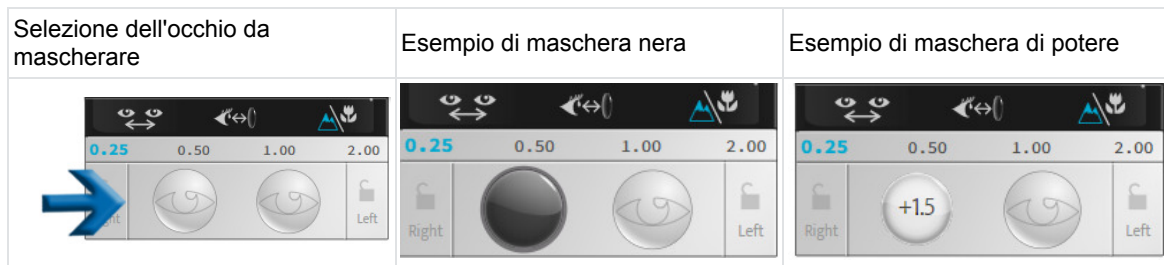 Selezione dell'occhio da
mascherare
Esempio di maschera nera
Esempio di maschera di potere
0.25 0.50 1.00 2.00
Left
0.25 0.50 1.00 2.00
Right Left
0.25 0.50 1.00 2.00
Right +1.5 Left